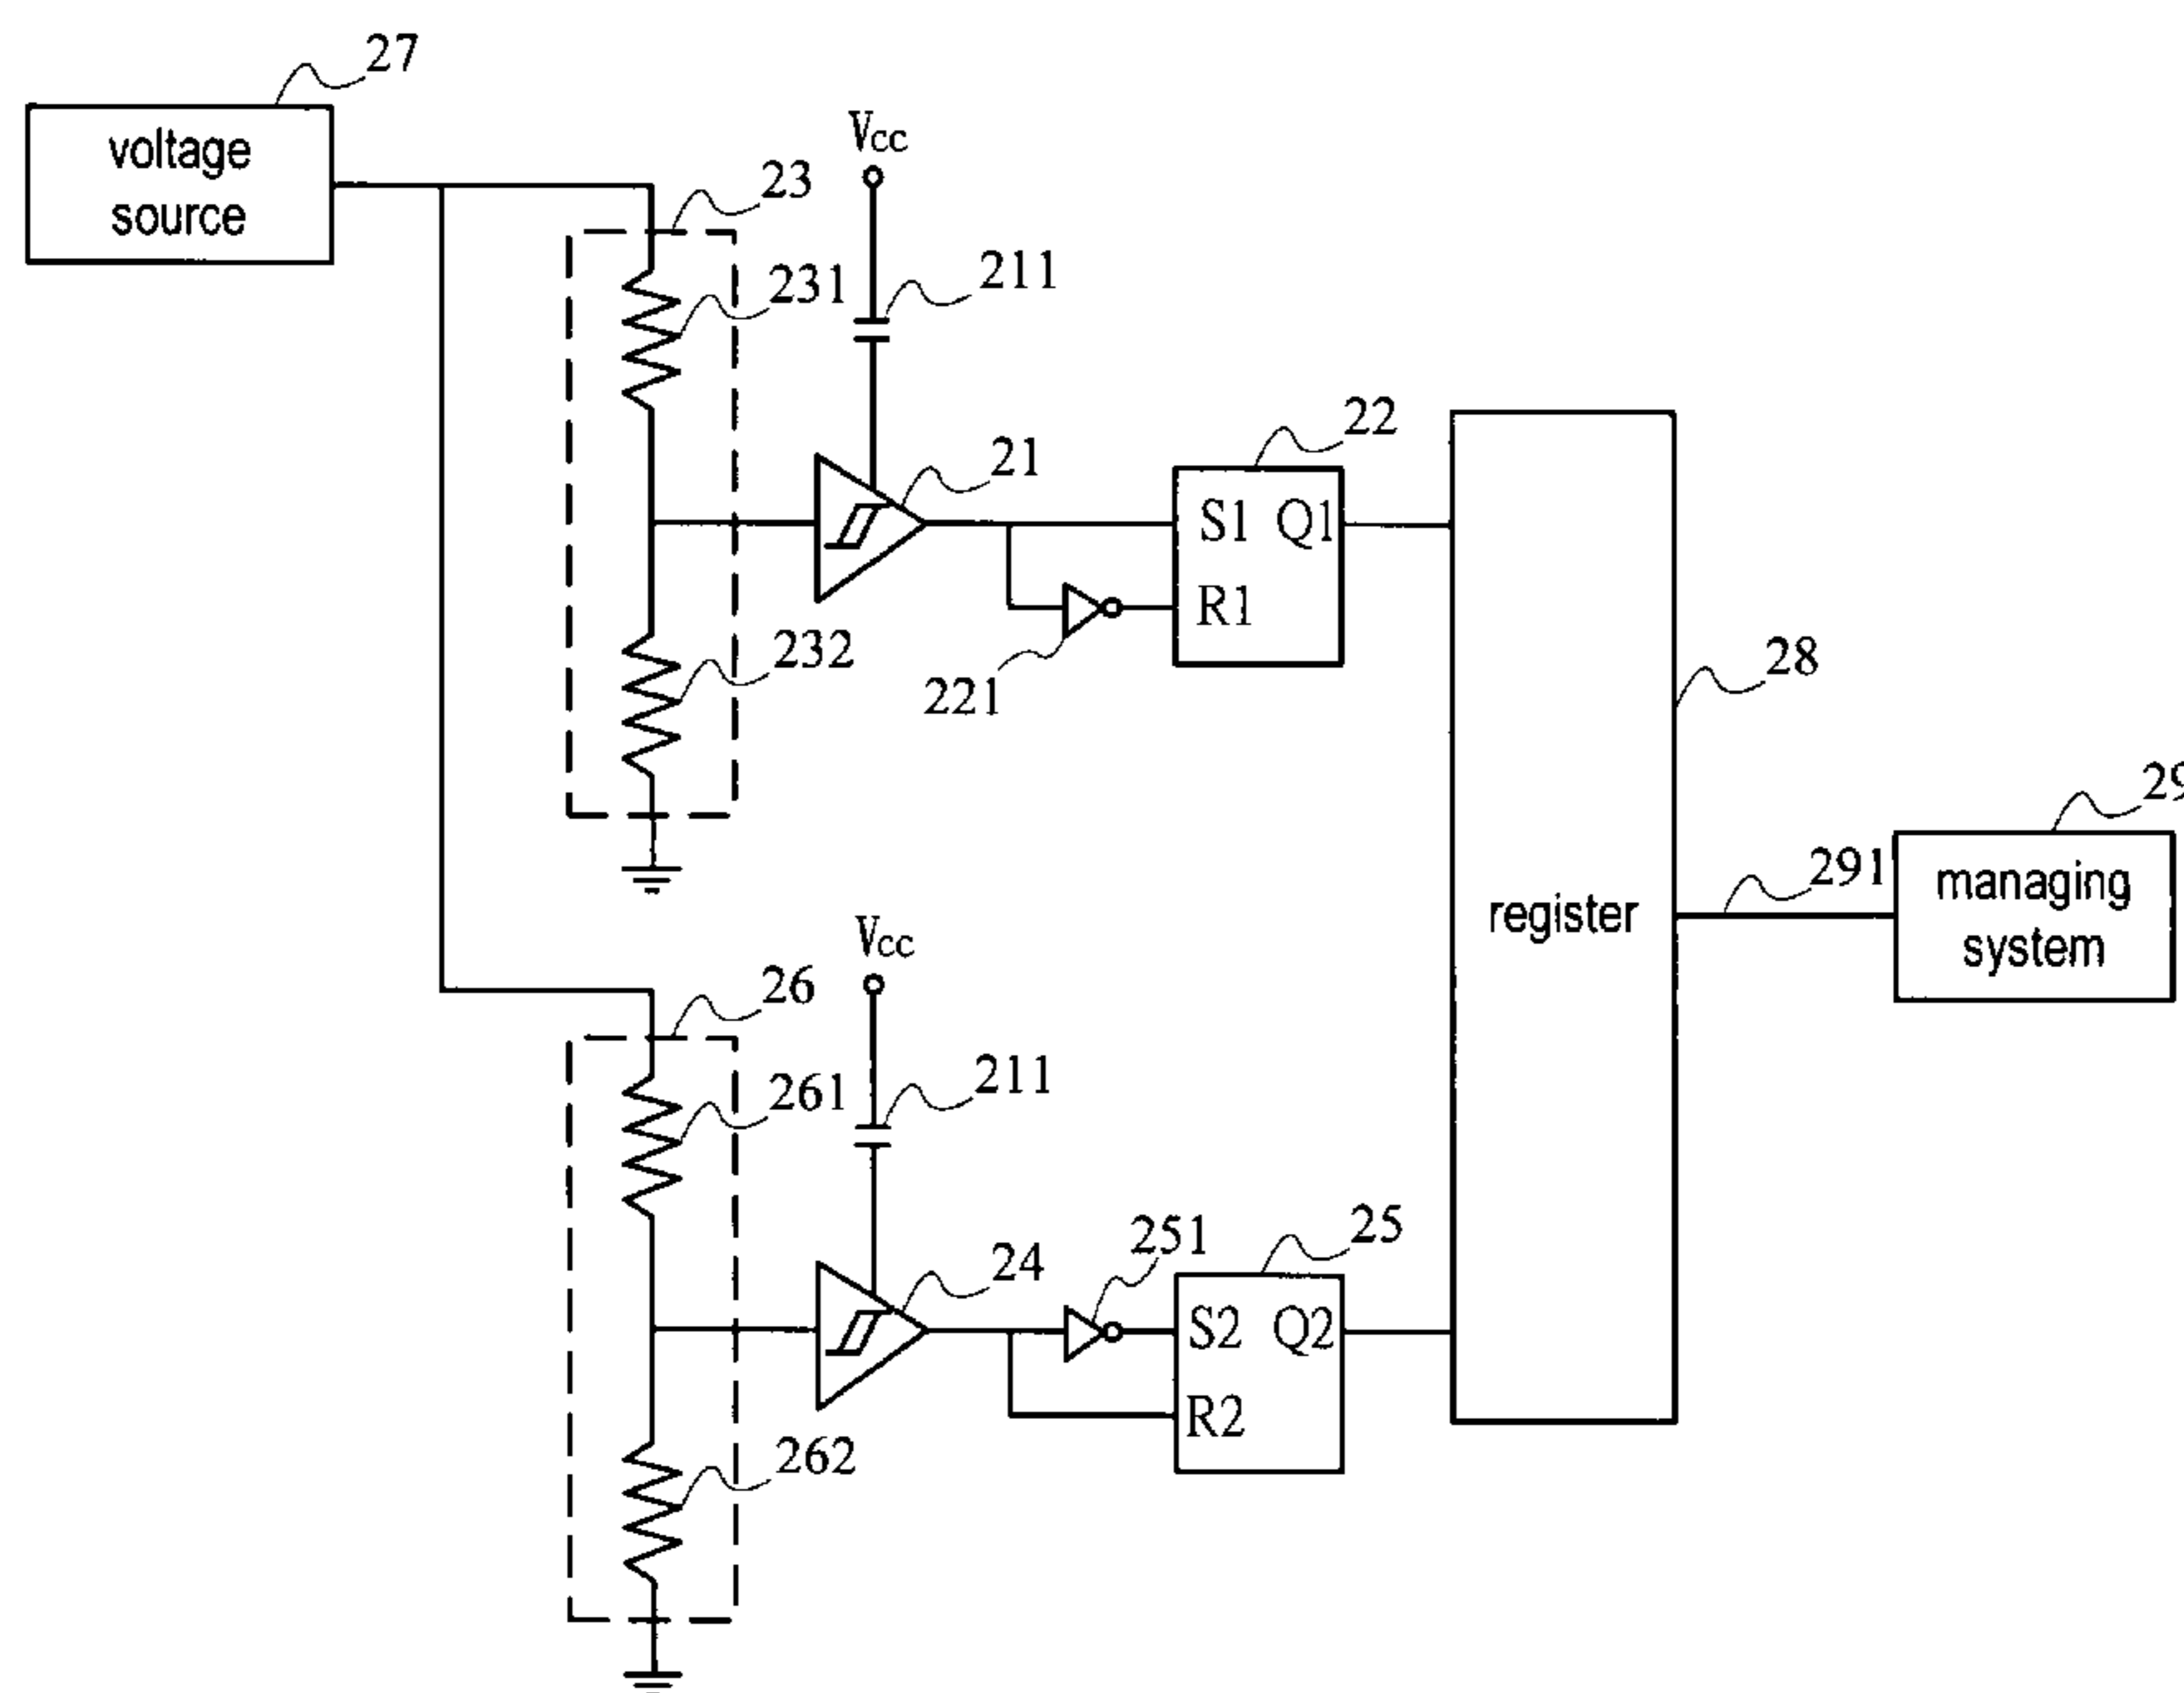 27
voltage
source
23
Vcc
231
211
21
22
S1 Q1
R1
221
232
28
29
291
managing
system
register
Vcc
26
261
211
24
251
25
S2 Q2
R2
262